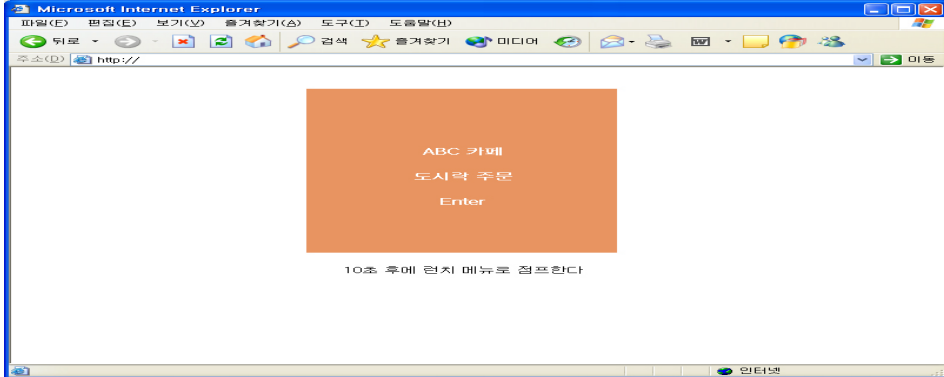 Microsoft Internet Explorer
파일(F) 편집(E) 보기(V) 즐겨찾기(A) 도구(T) 도움말(H)
뒤로 검색 즐겨찾기 미디어
주소(D) http:// 이동
ABC 카페
도시락 주문
Enter
10초 후에 런치 메뉴로 점프한다
인터넷